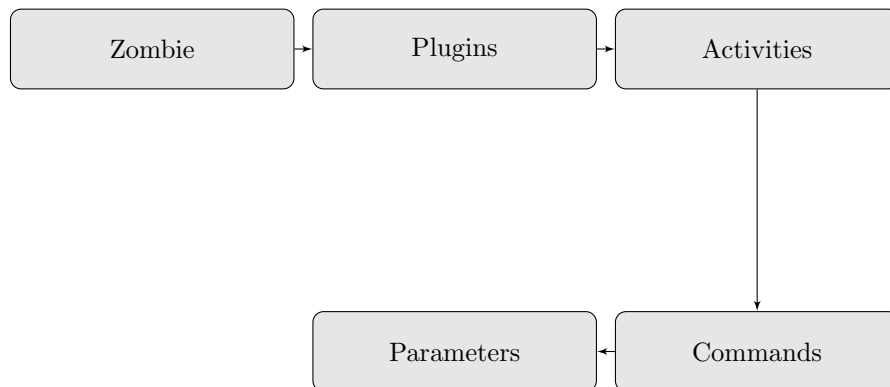 Zombie
Plugins
Activities
Parameters
Commands